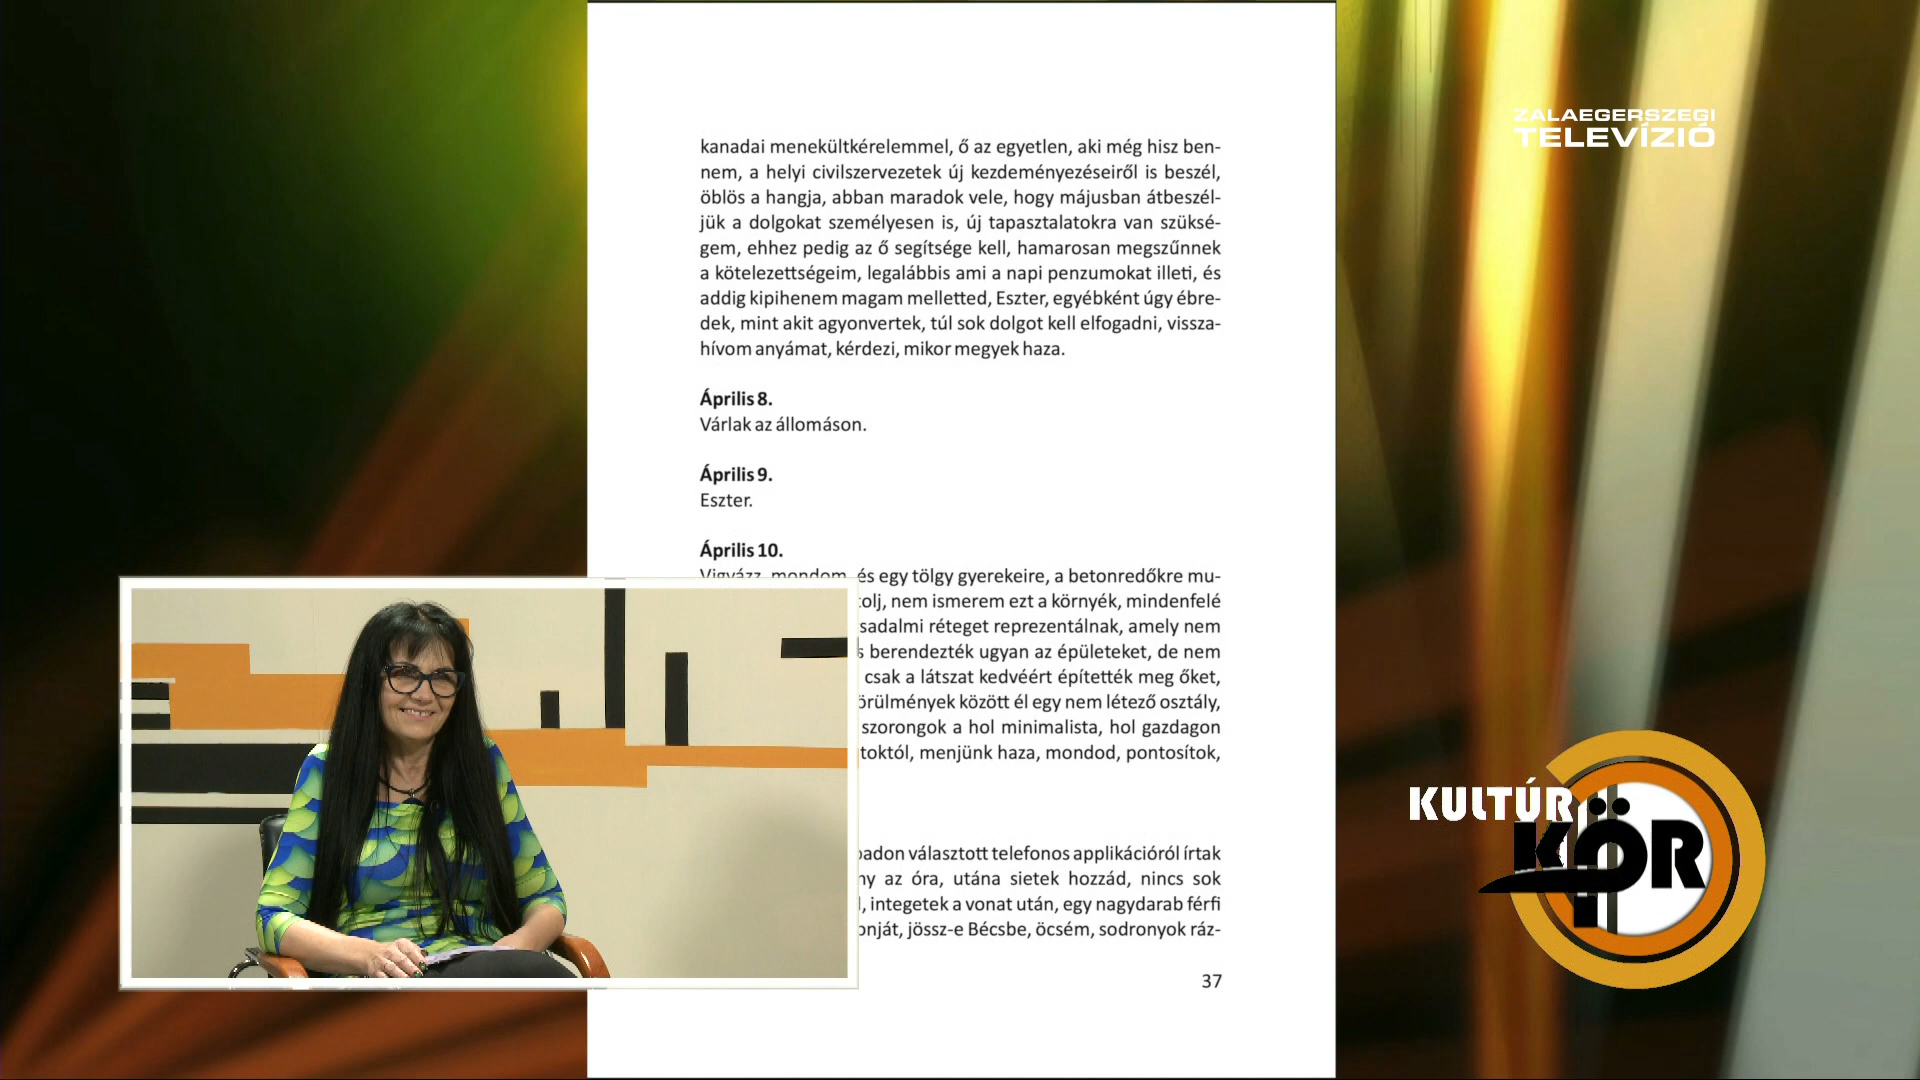 kanadai menekültkérelemmel, ő az egyetlen, aki még hisz ben-
nem, a helyi civilszervezetek új kezdeményezéseiről is beszél,
öblös a hangja, abban maradok vele, hogy májusban átbeszél-
jük a dolgokat személyesen is, új tapasztalatokra van szüksé-
gem, ehhez pedig az ő segítsége kell, hamarosan megszűnnek
a kötelezettségeim, legalábbis ami a napi penzumokat illeti, és
addig kipihenem magam melletted, Eszter, egyébként úgy ébre-
dek, mint akit agyonvertek, túl sok dolgot kell elfogadni, vissza-
hívom anyámat, kérdezi, mikor megyek haza.
Április 8.
Várlak az állomáson.
Április 9.
Eszter.
Április 10.
Vigyázz, mondom, és egy tölgy gyerekeire, a betonredőkre mu-
tolj, nem ismerem ezt a környék, mindenfelé
sadalmi réteget reprezentálnak, amely nem
s berendezték ugyan az épületeket, de nem
csak a látszat kedvéért építették meg őket,
örülmények között él egy nem létező osztály,
szorongok a hol minimalista, hol gazdagon
toktól, menjünk haza, mondod, pontosítok,
badon választott telefonos applikációról írtak
ny az óra, utána sietek hozzád, nincs sok
, integetek a vonat után, egy nagydarab férfi
onját, jössz-e Bécsbe, öcsém, sodronyok ráz-
37
ZALAEGERSZEGI
TELEVÍZIÓ
KULTÚR
KÖR